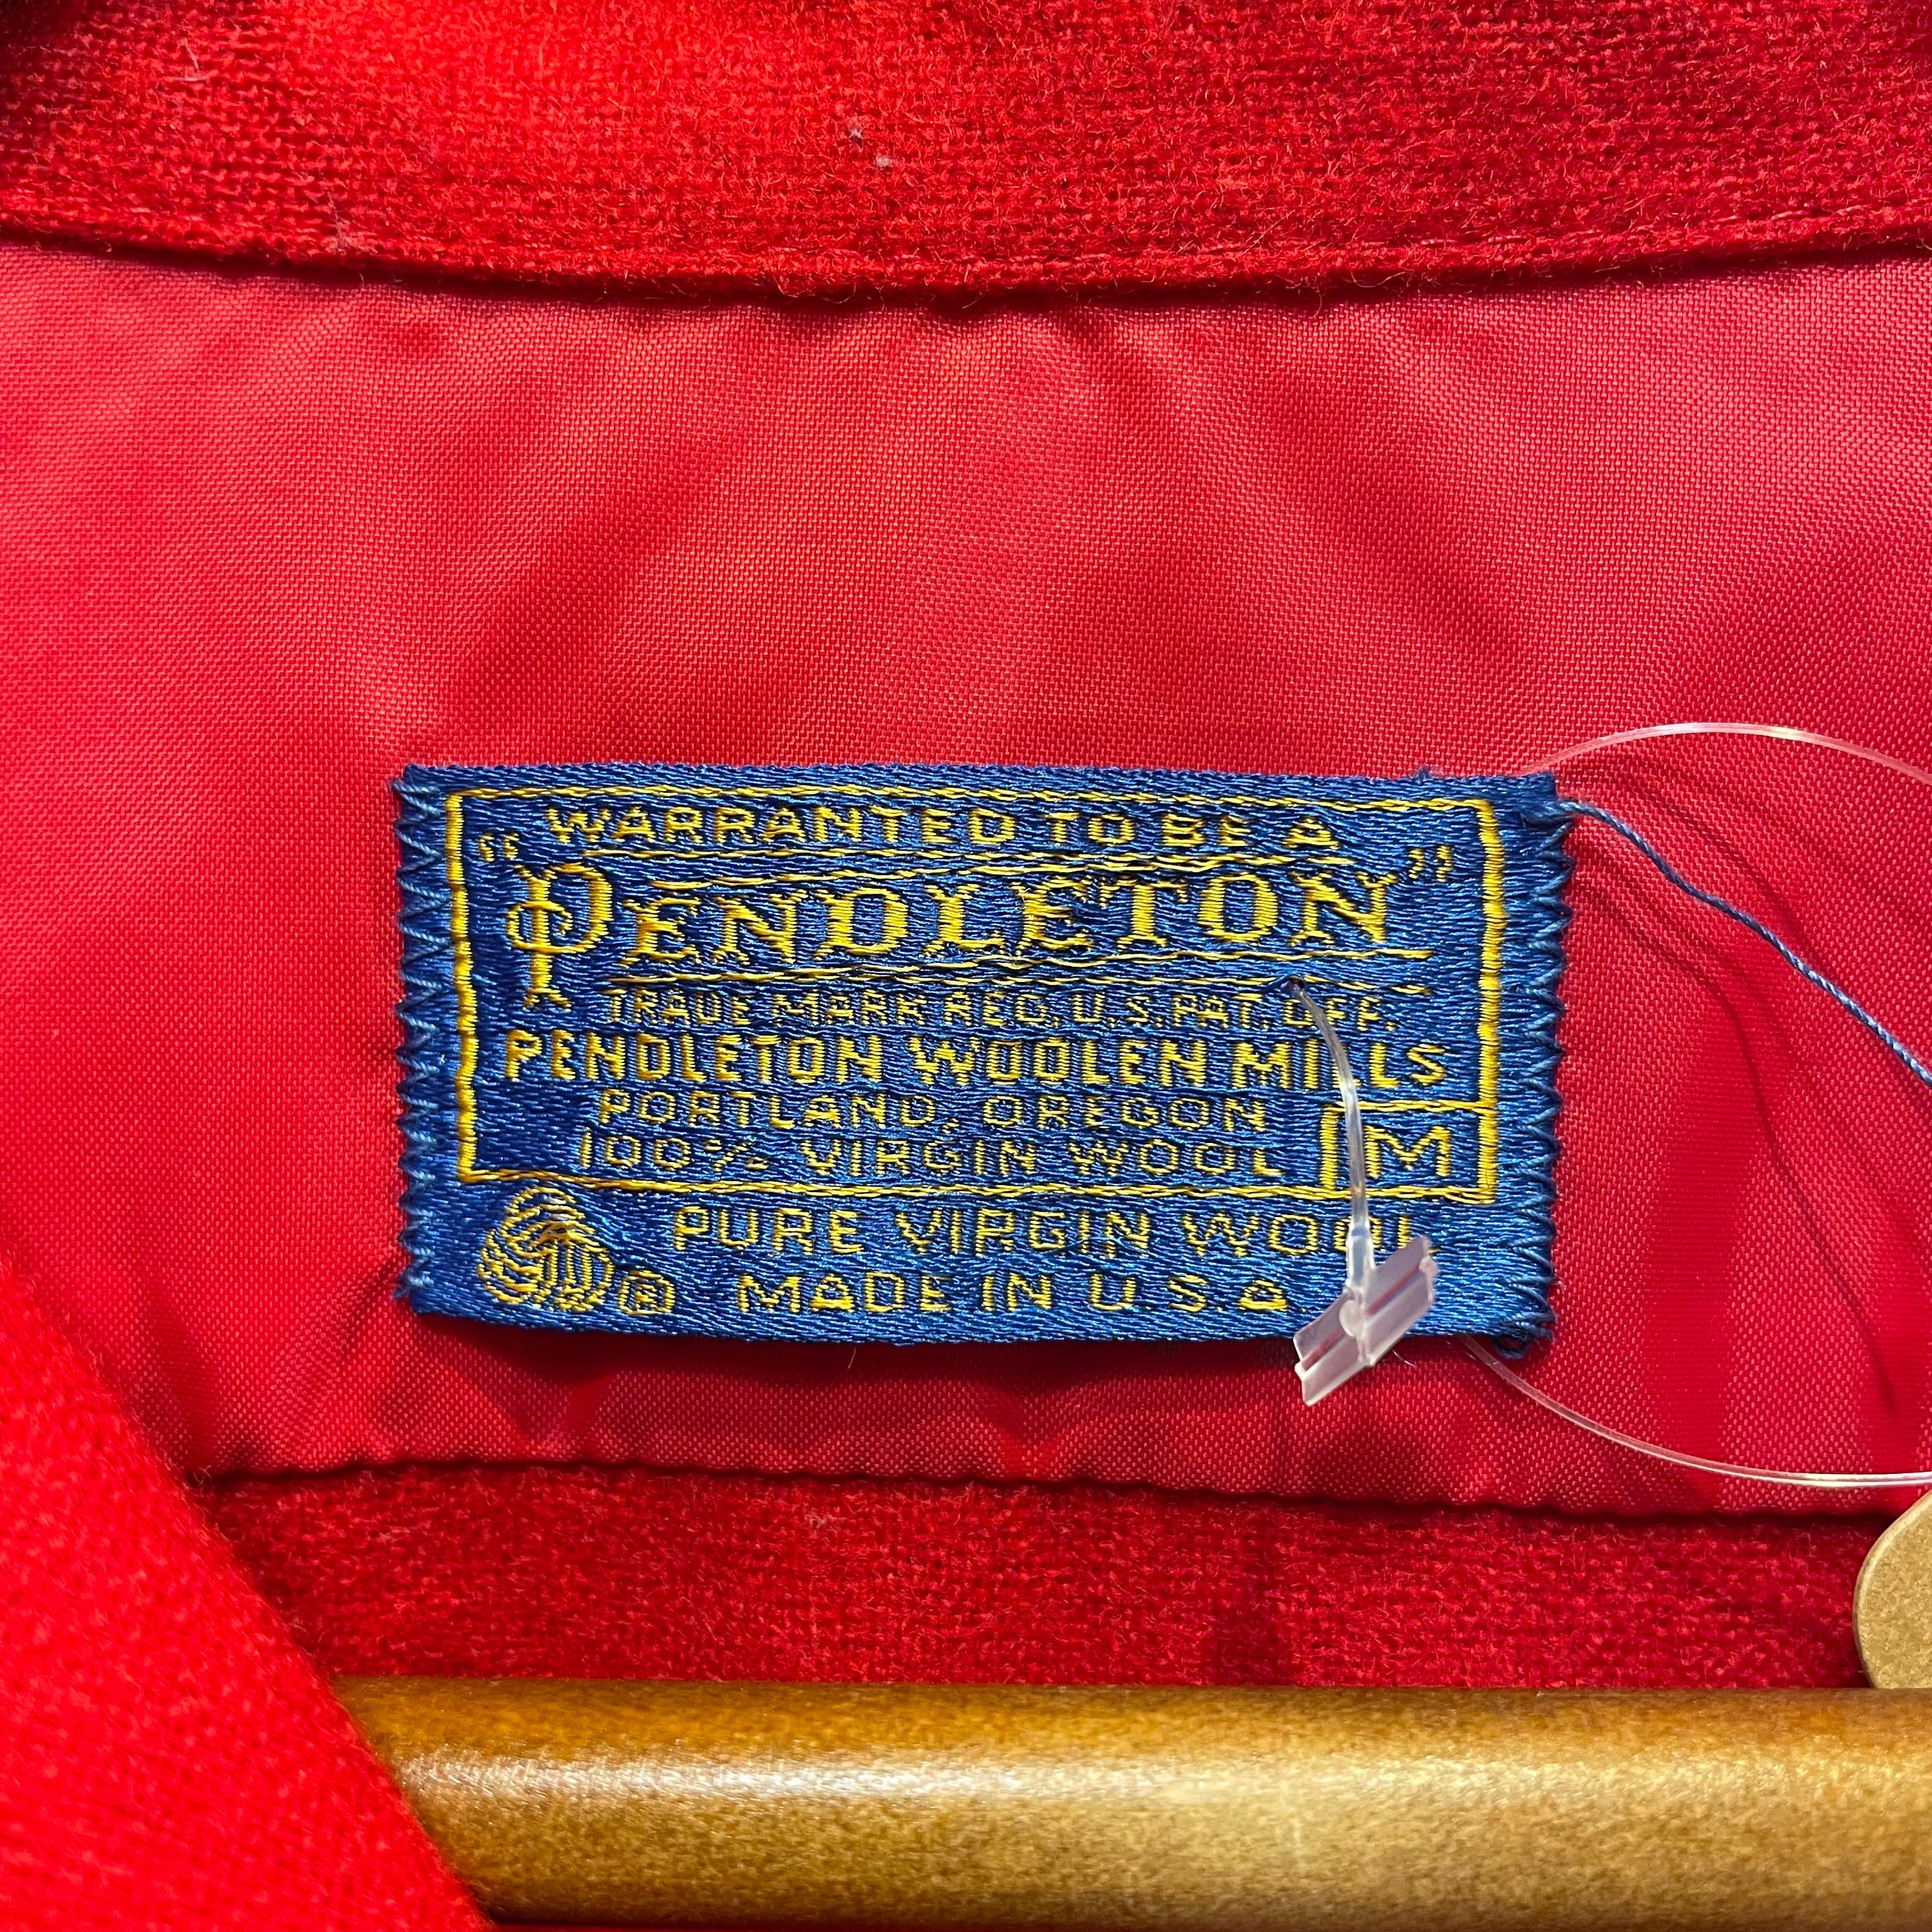 WARRANTED TO BE A
"PENDLETON"
TRADE MARK REG. U.S. PAT. OFF.
PENDLETON WOOLEN MILLS
PORTLAND, OREGON
100% VIRGIN WOOL M
PURE VIRGIN WOOL
® MADE IN U.S.A.